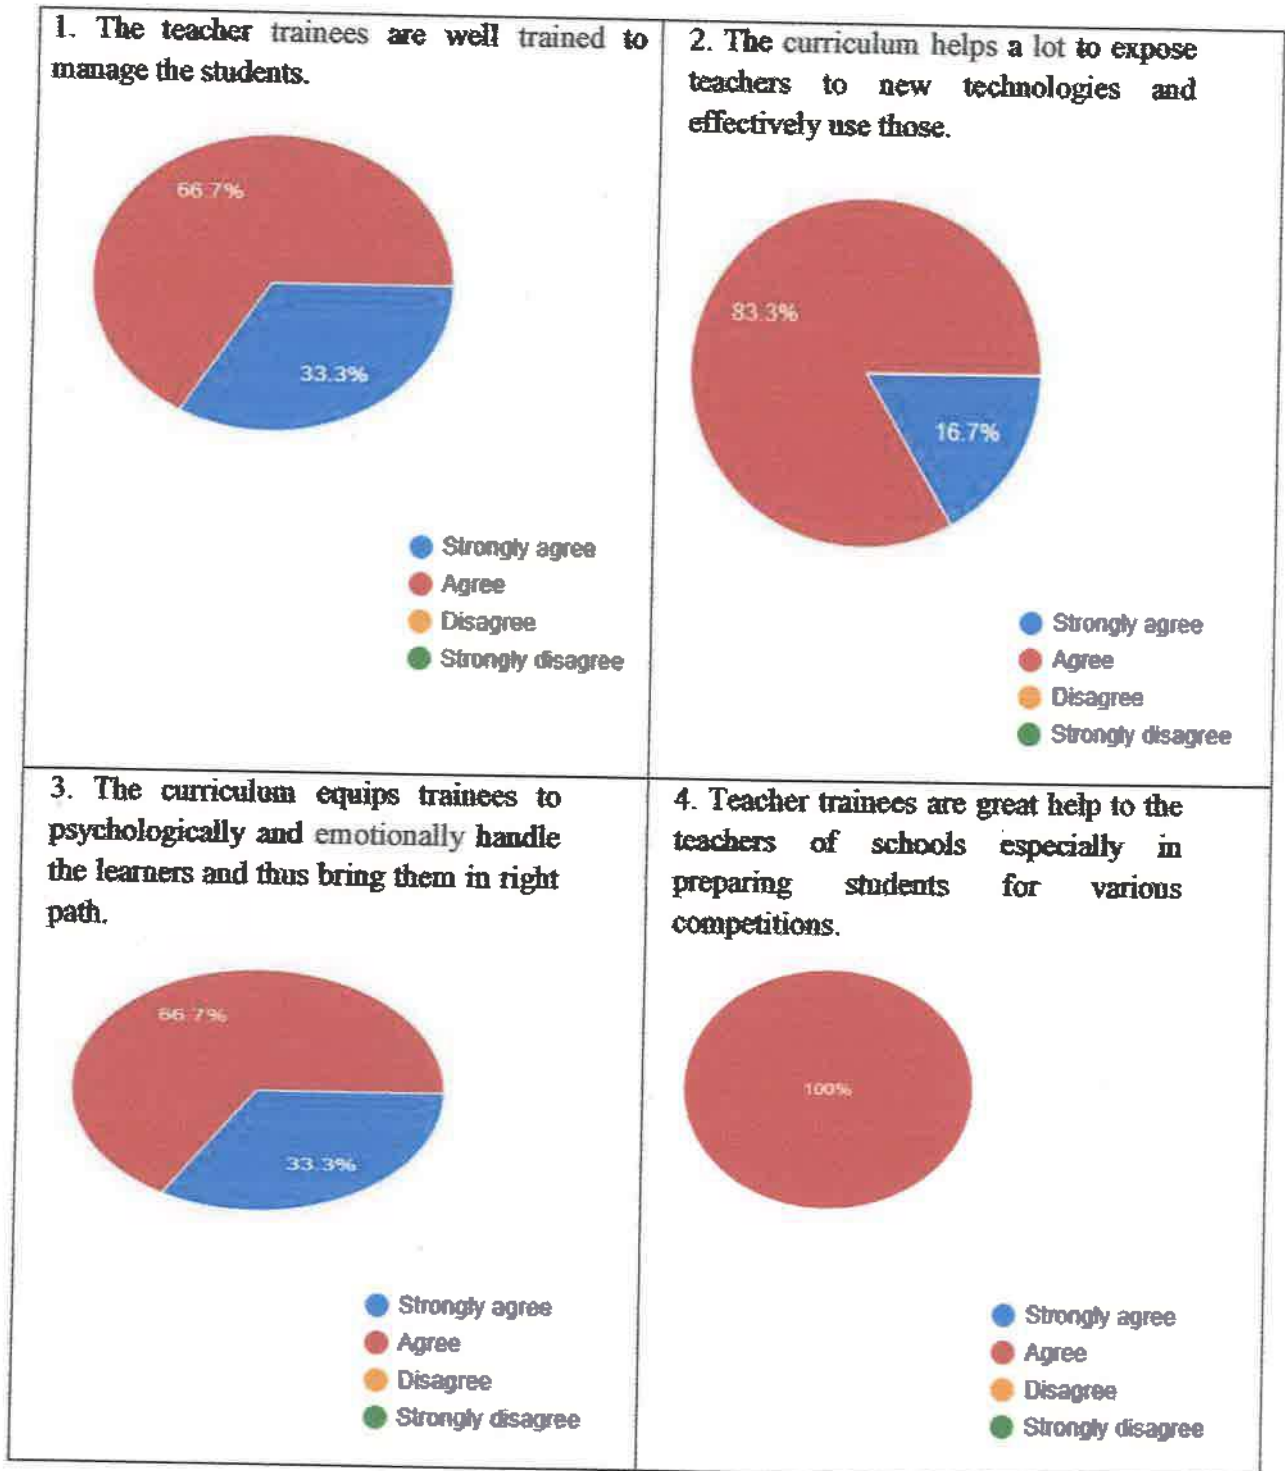 1. The teacher trainees are well trained to
manage the students.
66.7%
33.3%
Strongly agree
Agree
Disagree
Strongly disagree
2. The curriculum helps a lot to expose
teachers to new technologies and
effectively use those.
83.3%
16.7%
Strongly agree
Agree
Disagree
Strongly disagree
3. The curriculum equips trainees to
psychologically and emotionally handle
the learners and thus bring them in right
path.
66.7%
33.3%
Strongly agree
Agree
Disagree
Strongly disagree
4. Teacher trainees are great help to the
teachers of schools especially in
preparing students for various
competitions.
100%
Strongly agree
Agree
Disagree
Strongly disagree